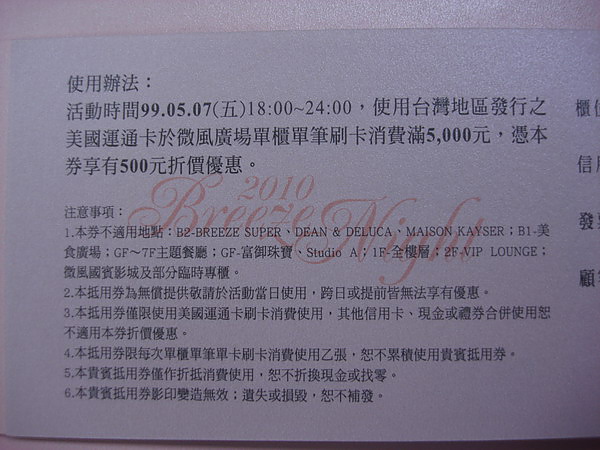 使用辦法：
活動時間99.05.07(五)18:00~24:00，使用台灣地區發行之
美國運通卡於微風廣場單櫃單筆刷卡消費滿5,000元，憑本
券享有500元折價優惠。
2010
Breeze Night
注意事項：
1.本券不適用地點：B2-BREEZE SUPER、DEAN & DELUCA、MAISON KAYSER；B1-美
食廣場；GF～7F主題餐廳；GF-富御珠寶、Studio A；1F-全樓層；2F-VIP LOUNGE；
微風國賓影城及部分臨時專櫃。
2.本抵用券為無償提供敬請於活動當日使用，跨日或提前皆無法享有優惠。
3.本抵用券僅限使用美國運通卡刷卡消費使用，其他信用卡、現金或禮券合併使用恕
不適用本券折價優惠。
4.本抵用券限每次單櫃單筆單卡刷卡消費使用乙張，恕不累積使用貴賓抵用券。
5.本貴賓抵用券僅作折抵消費使用，恕不折換現金或找零。
6.本貴賓抵用券影印變造無效；遺失或損毀，恕不補發。
櫃位
信用
發票
顧客